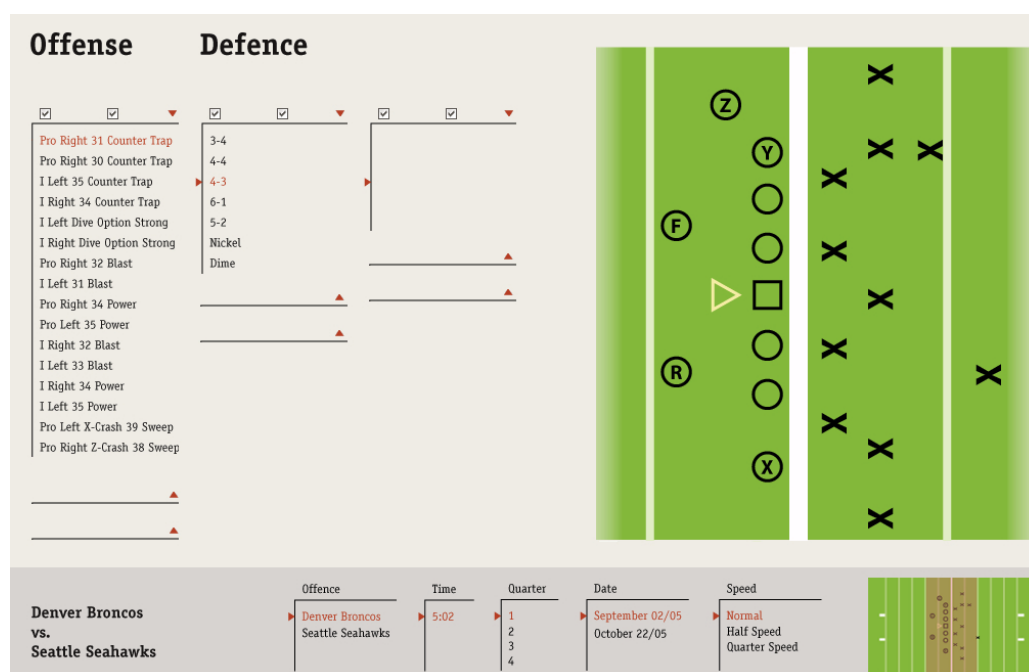 Offense
Defence
Pro Right 31 Counter Trap
Pro Right 30 Counter Trap
I Left 35 Counter Trap
I Right 34 Counter Trap
I Left Dive Option Strong
I Right Dive Option Strong
Pro Right 32 Blast
I Left 31 Blast
Pro Right 34 Power
Pro Left 35 Power
I Right 32 Blast
I Left 33 Blast
I Right 34 Power
I Left 35 Power
Pro Left X-Crash 39 Sweep
Pro Right Z-Crash 38 Sweep
3-4
4-4
4-3
6-1
5-2
Nickel
Dime
Z
Y
F
R
X
X
X
X
X
X
X
X
X
X
X
X
Denver Broncos
vs.
Seattle Seahawks
Offence
Denver Broncos
Seattle Seahawks
Time
5:02
Quarter
1
2
3
4
Date
September 02/05
October 22/05
Speed
Normal
Half Speed
Quarter Speed